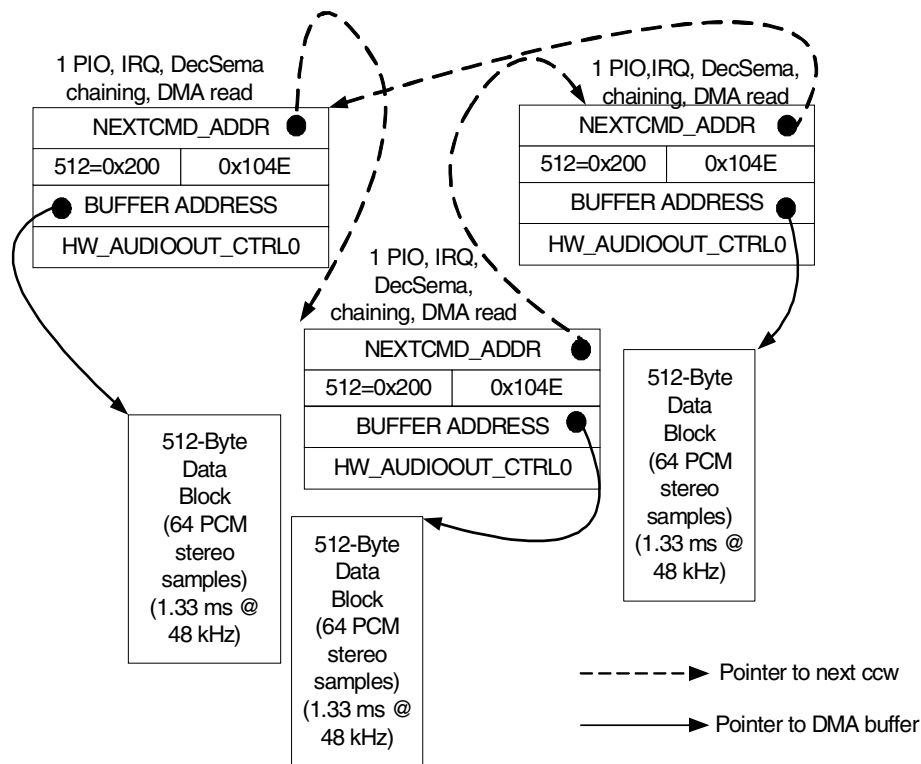 1 PIO, IRQ, DecSema
chaining, DMA read
NEXTCMD_ADDR
512=0x200 0x104E
BUFFER ADDRESS
HW_AUDIOOUT_CTRL0
1 PIO,IRQ, DecSema,
chaining, DMA read
NEXTCMD_ADDR
512=0x200 0x104E
BUFFER ADDRESS
HW_AUDIOOUT_CTRL0
1 PIO, IRQ,
DecSema,
chaining, DMA read
NEXTCMD_ADDR
512=0x200 0x104E
BUFFER ADDRESS
HW_AUDIOOUT_CTRL0
512-Byte
Data
Block
(64 PCM
stereo
samples)
(1.33 ms @
48 kHz)
512-Byte
Data
Block
(64 PCM
stereo
samples)
(1.33 ms @
48 kHz)
512-Byte
Data
Block
(64 PCM
stereo
samples)
(1.33 ms @
48 kHz)
Pointer to next ccw
Pointer to DMA buffer